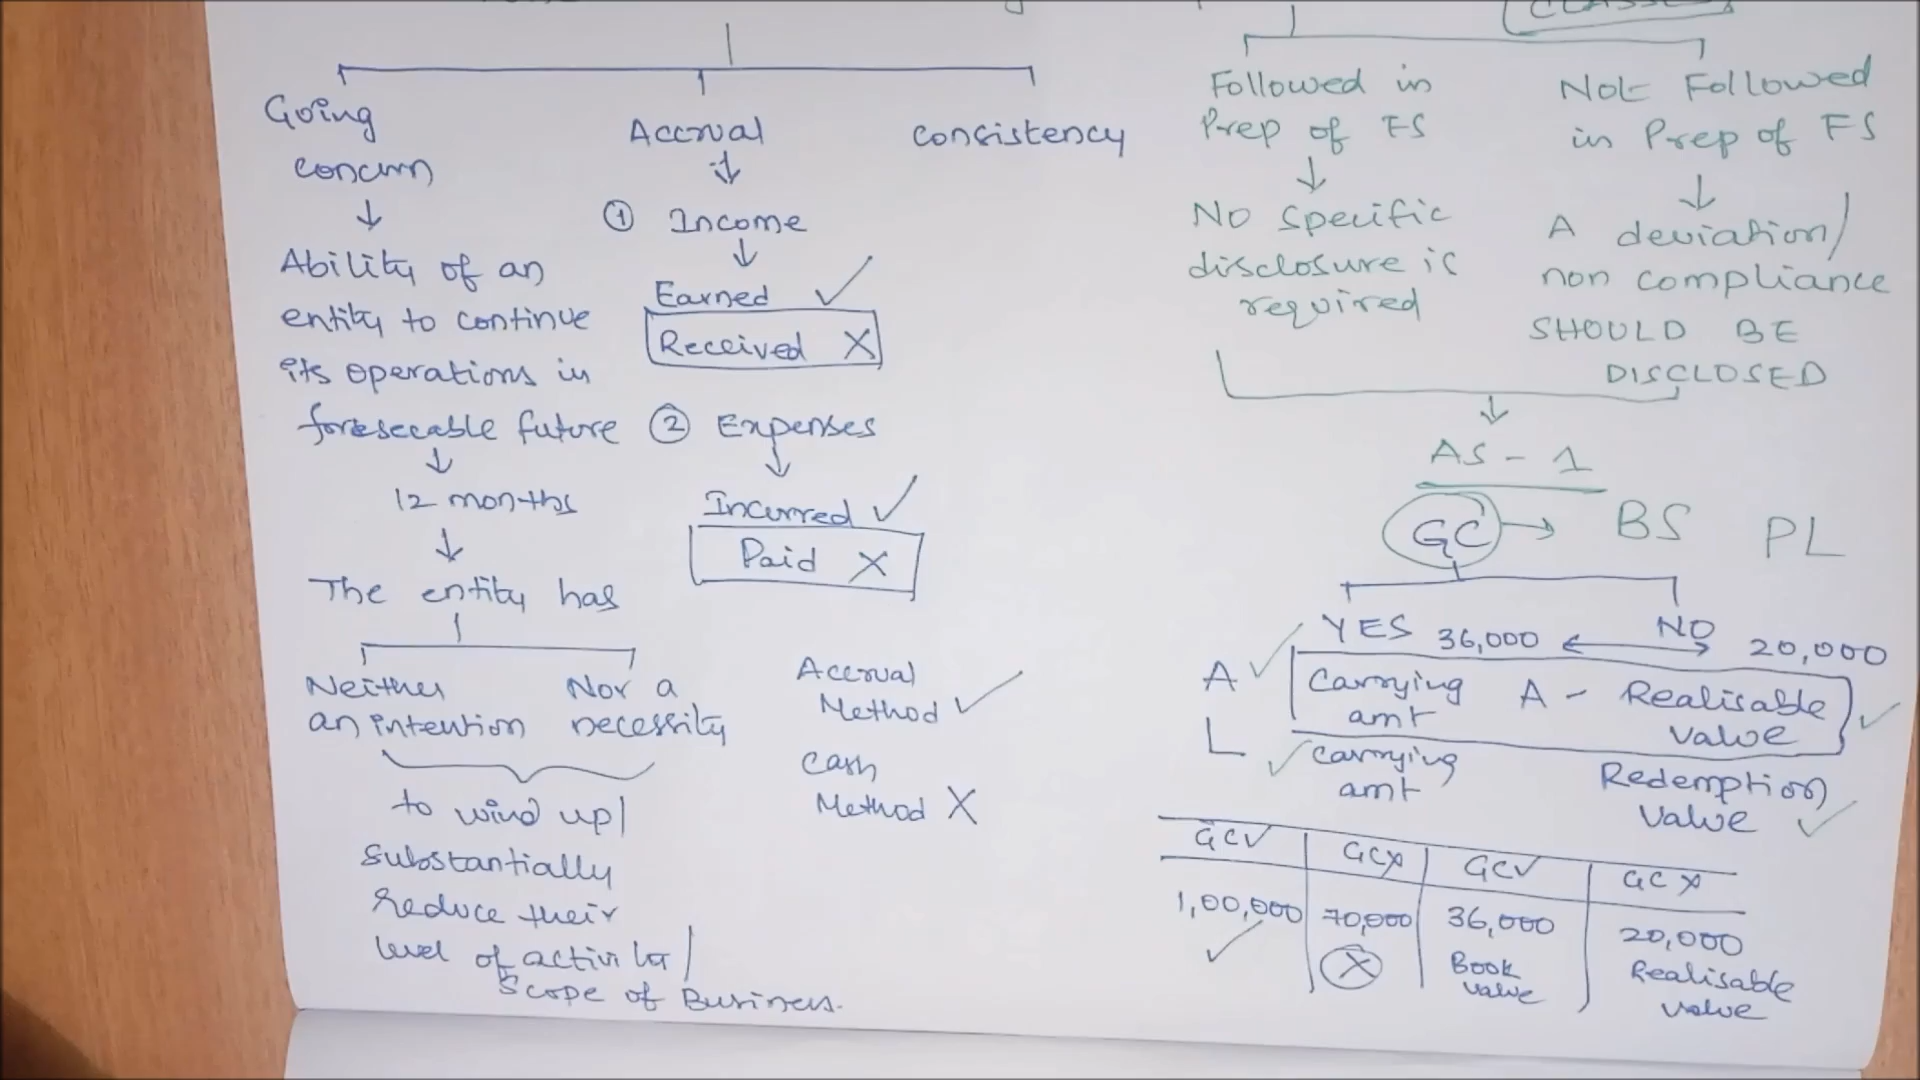 CLASSES
Going
concern
↓
Ability of an
entity to continue
its operations in
foreseeable future
↓
12 months
↓
The entity has
Neither
an intention
Nor a
necessity
to wind up/
substantially
reduce their
level of activity/
Scope of Business.
Accrual
↓
① Income
↓
Earned ✓
Received X
② Expenses
↓
Incurred ✓
Paid X
Accrual
Method ✓
Cash
Method X
consistency
Followed in
Prep of FS
↓
No specific
disclosure is
required
Not Followed
in Prep of FS
↓
A deviation/
non compliance
SHOULD BE
DISCLOSED
↓
AS - 1
GC → BS PL
YES 36,000 ↔ NO 20,000
A ✓ Carrying amt A - Realisable value ✓
L ✓ carrying amt Redemption value ✓
GC✓ GCX GC✓ GCX
1,00,000 70,000 36,000 20,000
✓ X Book value Realisable value